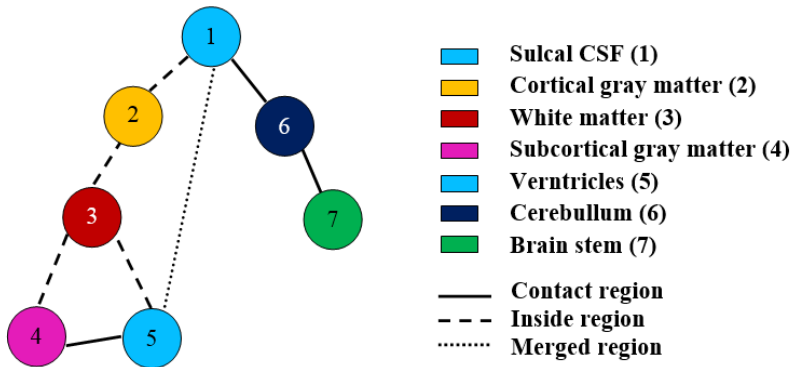 1
2
6
3
7
4
5
Sulcal CSF (1)
Cortical gray matter (2)
White matter (3)
Subcortical gray matter (4)
Verntricles (5)
Cerebullum (6)
Brain stem (7)
Contact region
Inside region
Merged region